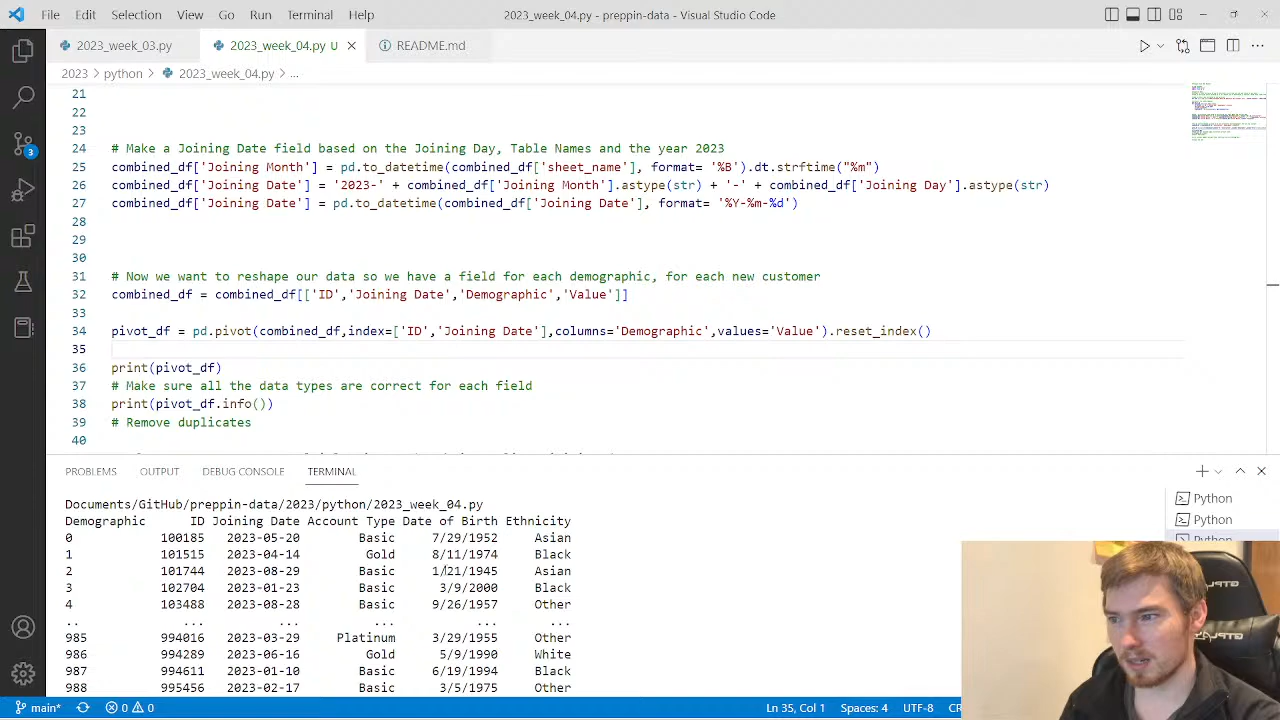 File Edit Selection View Go Run Terminal Help 2023_week_04.py - preppin-data - Visual Studio Code
2023_week_03.py 2023_week_04.py U README.md
2023 > python > 2023_week_04.py > ...
21
22
23
24 # Make a Joining Date field based on the Joining Day, Table Names and the year 2023
25 combined_df['Joining Month'] = pd.to_datetime(combined_df['sheet_name'], format= '%B').dt.strftime("%m")
26 combined_df['Joining Date'] = '2023-' + combined_df['Joining Month'].astype(str) + '-' + combined_df['Joining Day'].astype(str)
27 combined_df['Joining Date'] = pd.to_datetime(combined_df['Joining Date'], format= '%Y-%m-%d')
28
29
30
31 # Now we want to reshape our data so we have a field for each demographic, for each new customer
32 combined_df = combined_df[['ID','Joining Date','Demographic','Value']]
33
34 pivot_df = pd.pivot(combined_df,index=['ID','Joining Date'],columns='Demographic',values='Value').reset_index()
35
36 print(pivot_df)
37 # Make sure all the data types are correct for each field
38 print(pivot_df.info())
39 # Remove duplicates
40
PROBLEMS OUTPUT DEBUG CONSOLE TERMINAL
Documents/GitHub/preppin-data/2023/python/2023_week_04.py
Demographic ID Joining Date Account Type Date of Birth Ethnicity
0 100185 2023-05-20 Basic 7/29/1952 Asian
1 101515 2023-04-14 Gold 8/11/1974 Black
2 101744 2023-08-29 Basic 1/21/1945 Asian
3 102704 2023-01-23 Basic 3/9/2000 Black
4 103488 2023-08-28 Basic 9/26/1957 Other
.. ... ... ... ... ...
985 994016 2023-03-29 Platinum 3/29/1955 Other
986 994289 2023-06-16 Gold 5/9/1990 White
987 994611 2023-01-10 Basic 6/19/1994 Black
988 995456 2023-02-17 Basic 3/5/1975 Other
Python
Python
Python
3
main* 0 0 Ln 35, Col 1 Spaces: 4 UTF-8